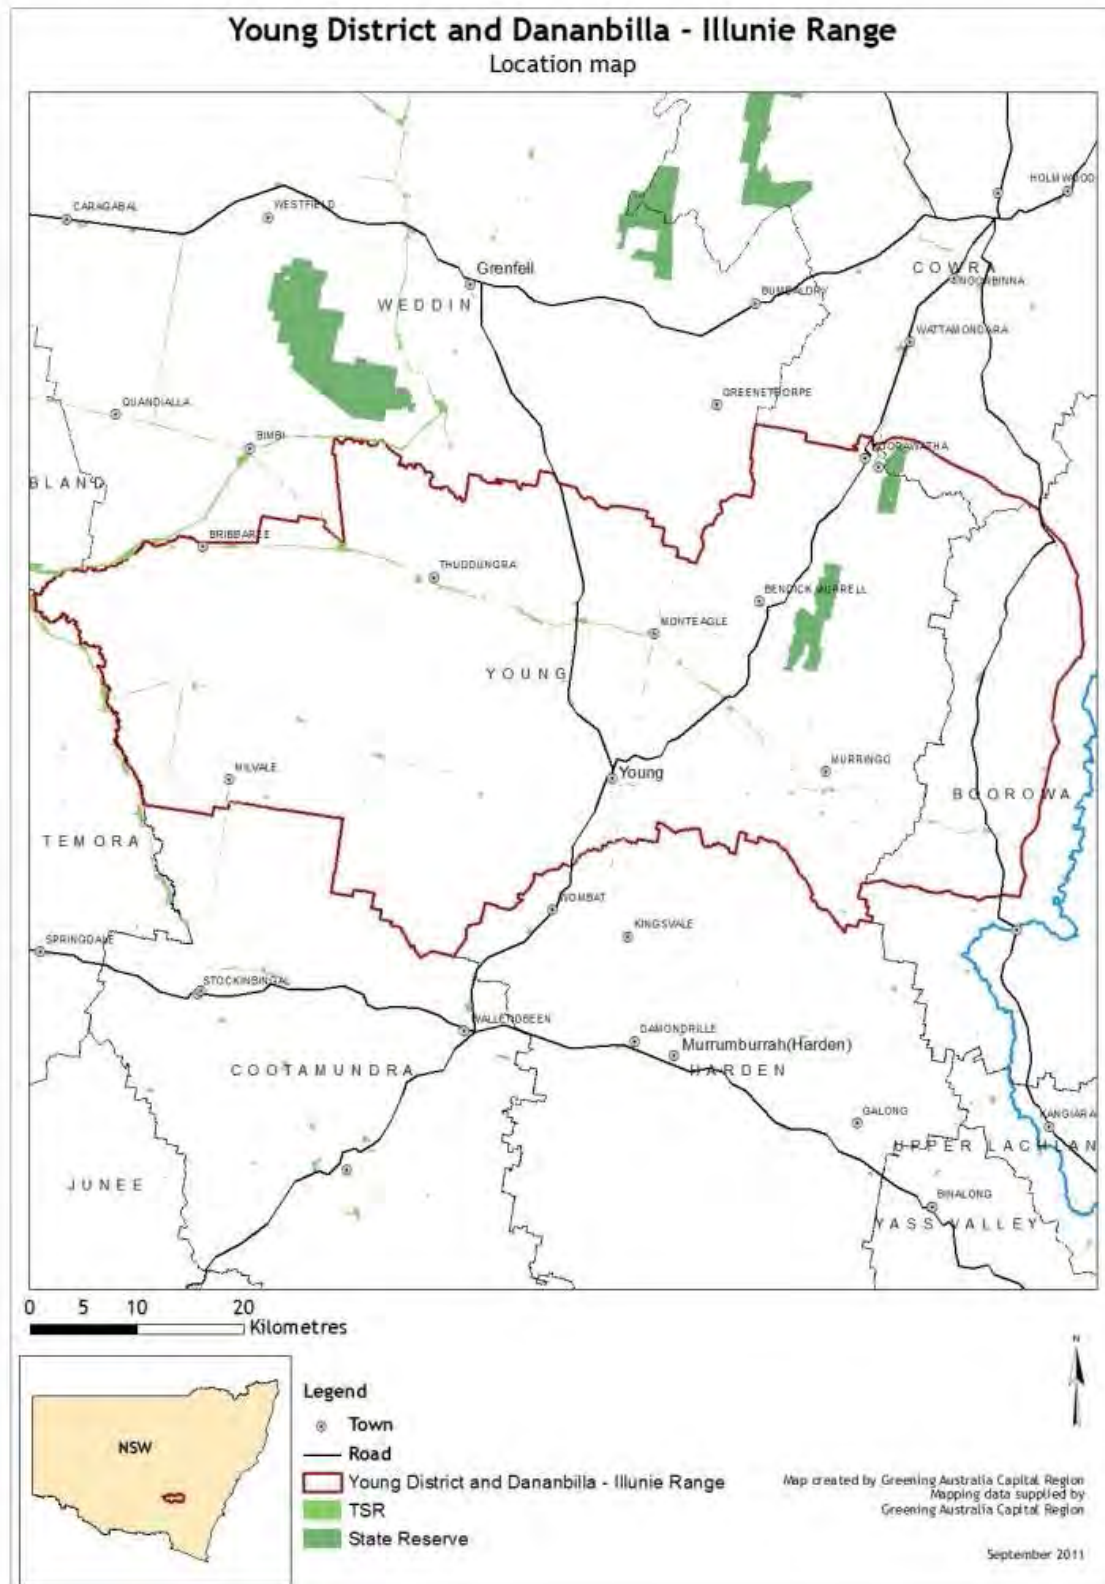 Young District and Dananbilla - Illunie Range
Location map
HOLMWOOD
CARAGABAL
WESTFIELD
Grenfell
COWRA
WEDDIN
BUMBALDRY
WATTAMONDARA
GREENETHORPE
QUANDIALLA
BIMBI
BLAND
BRIBBAREE
THUDDUNGRA
BENDICK MURRELL
MONTEAGLE
YOUNG
MILVALE
Young
MURRINGO
BOOROWA
TEMORA
WOMBAT
KINGSVALE
SPRINGDALE
STOCKINBINGAL
WALLENDBEEN
DAMONDRILLE
Murrumburrah(Harden)
COOTAMUNDRA
HARDEN
GALONG
KANGIARA
UPPER LACHLAN
JUNEE
BINALONG
YASS VALLEY
0 5 10 20
Kilometres
N
NSW
Legend
Town
Road
Young District and Dananbilla - Illunie Range
TSR
State Reserve
Map created by Greening Australia Capital Region
Mapping data supplied by
Greening Australia Capital Region
September 2011